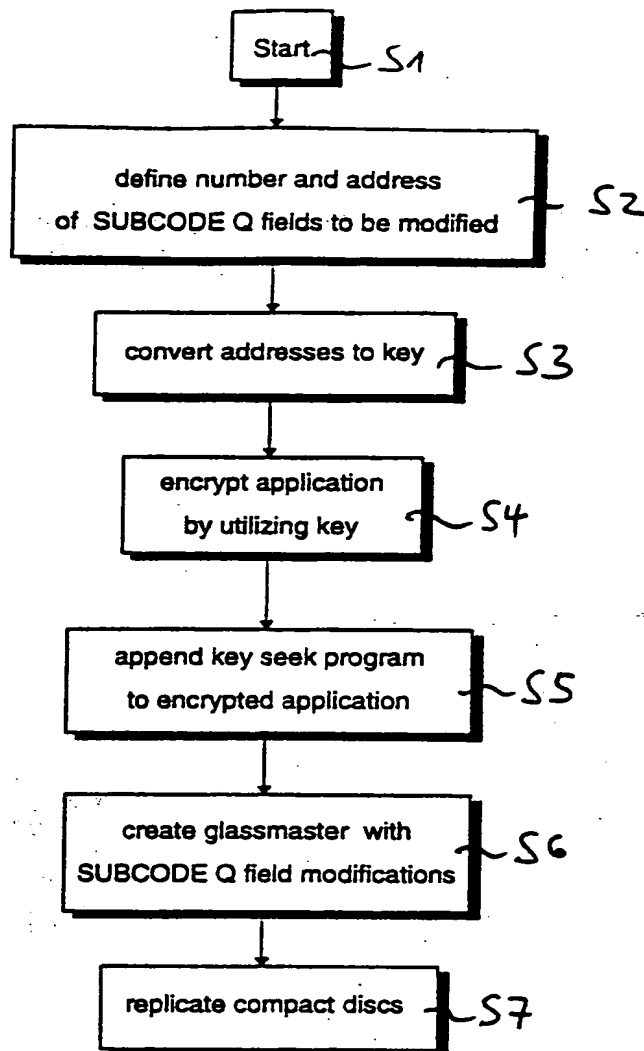 Start S1
define number and address
of SUBCODE Q fields to be modified S2
convert addresses to key S3
encrypt application
by utilizing key S4
append key seek program
to encrypted application S5
create glassmaster with
SUBCODE Q field modifications S6
replicate compact discs S7